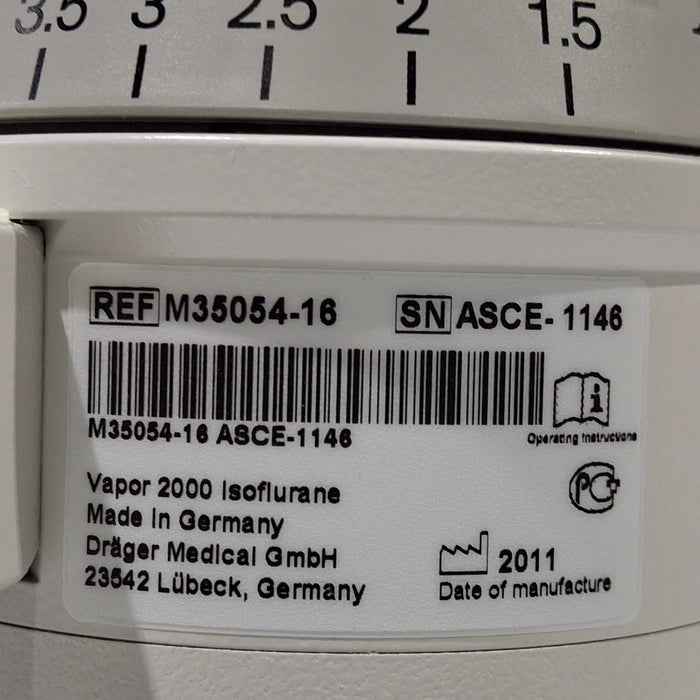 3.5 3 2.5 2 1.5
REF M35054-16 SN ASCE- 1146
M35054-16 ASCE-1146
Operating Instructions
Vapor 2000 Isoflurane
Made in Germany
Dräger Medical GmbH
23542 Lübeck, Germany
2011
Date of manufacture